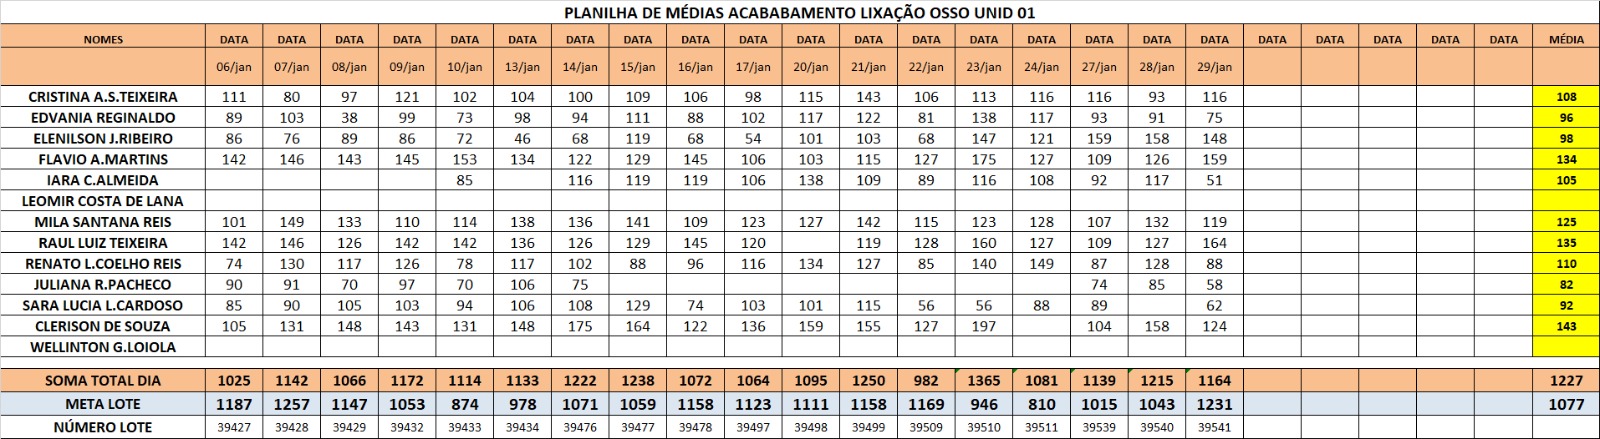 PLANILHA DE MÉDIAS ACABABAMENTO LIXAÇÃO OSSO UNID 01
NOMES DATA DATA DATA DATA DATA DATA DATA DATA DATA DATA DATA DATA DATA DATA DATA DATA DATA DATA DATA DATA DATA DATA DATA MÉDIA
06/jan 07/jan 08/jan 09/jan 10/jan 13/jan 14/jan 15/jan 16/jan 17/jan 20/jan 21/jan 22/jan 23/jan 24/jan 27/jan 28/jan 29/jan
CRISTINA A.S.TEIXEIRA 111 80 97 121 102 104 100 109 106 98 115 143 106 113 116 116 93 116 108
EDVANIA REGINALDO 89 103 38 99 73 98 94 111 88 102 117 122 81 138 117 93 91 75 96
ELENILSON J.RIBEIRO 86 76 89 86 72 46 68 119 68 54 101 103 68 147 121 159 158 148 98
FLAVIO A.MARTINS 142 146 143 145 153 134 122 129 145 106 103 115 127 175 127 109 126 159 134
IARA C.ALMEIDA 85 116 119 119 106 138 109 89 116 108 92 117 51 105
LEOMIR COSTA DE LANA
MILA SANTANA REIS 101 149 133 110 114 138 136 141 109 123 127 142 115 123 128 107 132 119 125
RAUL LUIZ TEIXEIRA 142 146 126 142 142 136 126 129 145 120 119 128 160 127 109 127 164 135
RENATO L.COELHO REIS 74 130 117 126 78 117 102 88 96 116 134 127 85 140 149 87 128 88 110
JULIANA R.PACHECO 90 91 70 97 70 106 75 74 85 58 82
SARA LUCIA L.CARDOSO 85 90 105 103 94 106 108 129 74 103 101 115 56 56 88 89 62 92
CLERISON DE SOUZA 105 131 148 143 131 148 175 164 122 136 159 155 127 197 104 158 124 143
WELLINTON G.LOIOLA
SOMA TOTAL DIA 1025 1142 1066 1172 1114 1133 1222 1238 1072 1064 1095 1250 982 1365 1081 1139 1215 1164 1227
META LOTE 1187 1257 1147 1053 874 978 1071 1059 1158 1123 1111 1158 1169 946 810 1015 1043 1231 1077
NÚMERO LOTE 39427 39428 39429 39432 39433 39434 39476 39477 39478 39497 39498 39499 39509 39510 39511 39539 39540 39541